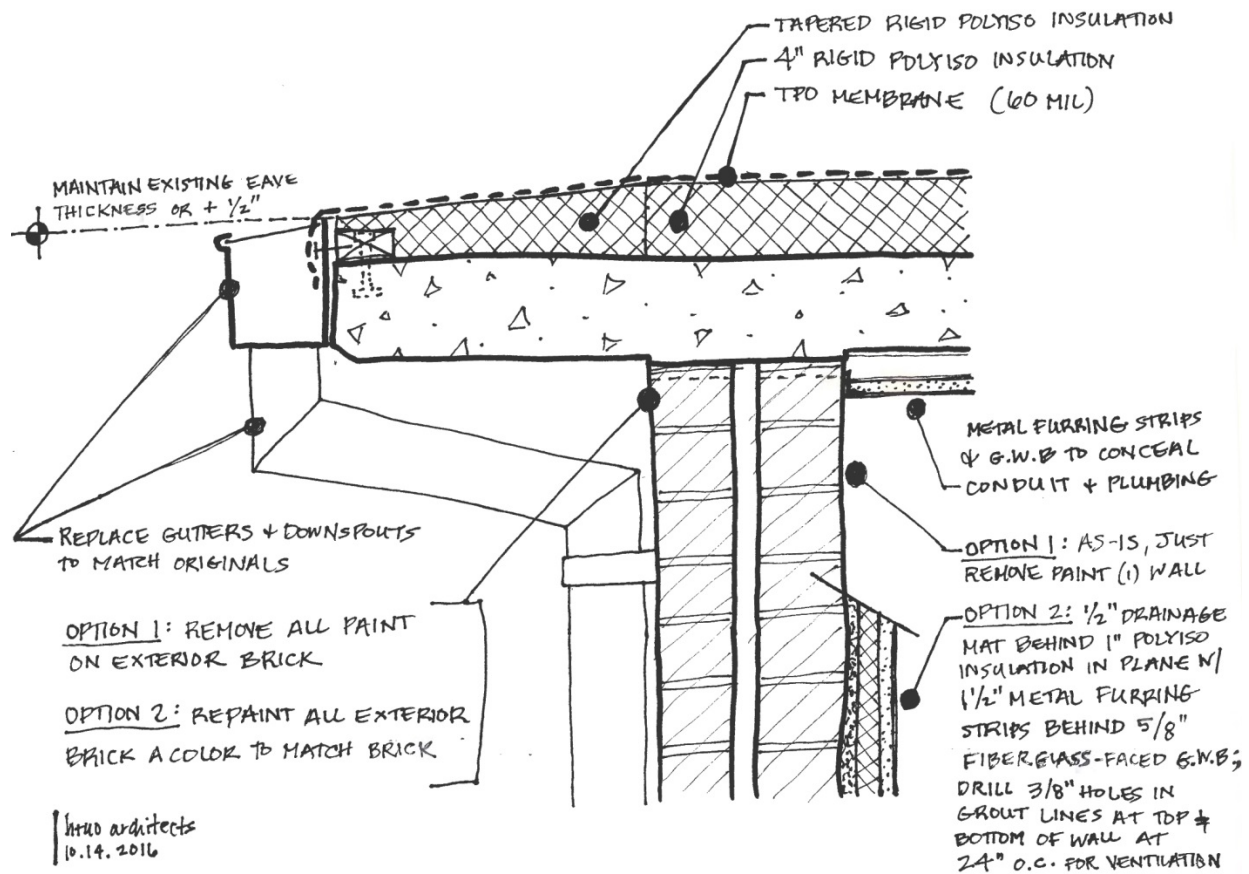 TAPERED RIGID POLYISO INSULATION
4" RIGID POLYISO INSULATION
TPO MEMBRANE (60 MIL)
MAINTAIN EXISTING EAVE
THICKNESS OR + 1/2"
METAL FURRING STRIPS
& G.W.B TO CONCEAL
CONDUIT + PLUMBING
REPLACE GUTTERS + DOWNSPOUTS
TO MATCH ORIGINALS
OPTION 1: AS-IS, JUST
REMOVE PAINT (1) WALL
OPTION 1: REMOVE ALL PAINT
ON EXTERIOR BRICK
OPTION 2: REPAINT ALL EXTERIOR
BRICK A COLOR TO MATCH BRICK
OPTION 2: 1/2" DRAINAGE
MAT BEHIND 1" POLYISO
INSULATION IN PLANE W/
1 1/2" METAL FURRING
STRIPS BEHIND 5/8"
FIBERGLASS-FACED G.W.B;
DRILL 3/8" HOLES IN
GROUT LINES AT TOP &
BOTTOM OF WALL AT
24" O.C. FOR VENTILATION
architects
10.14.2016